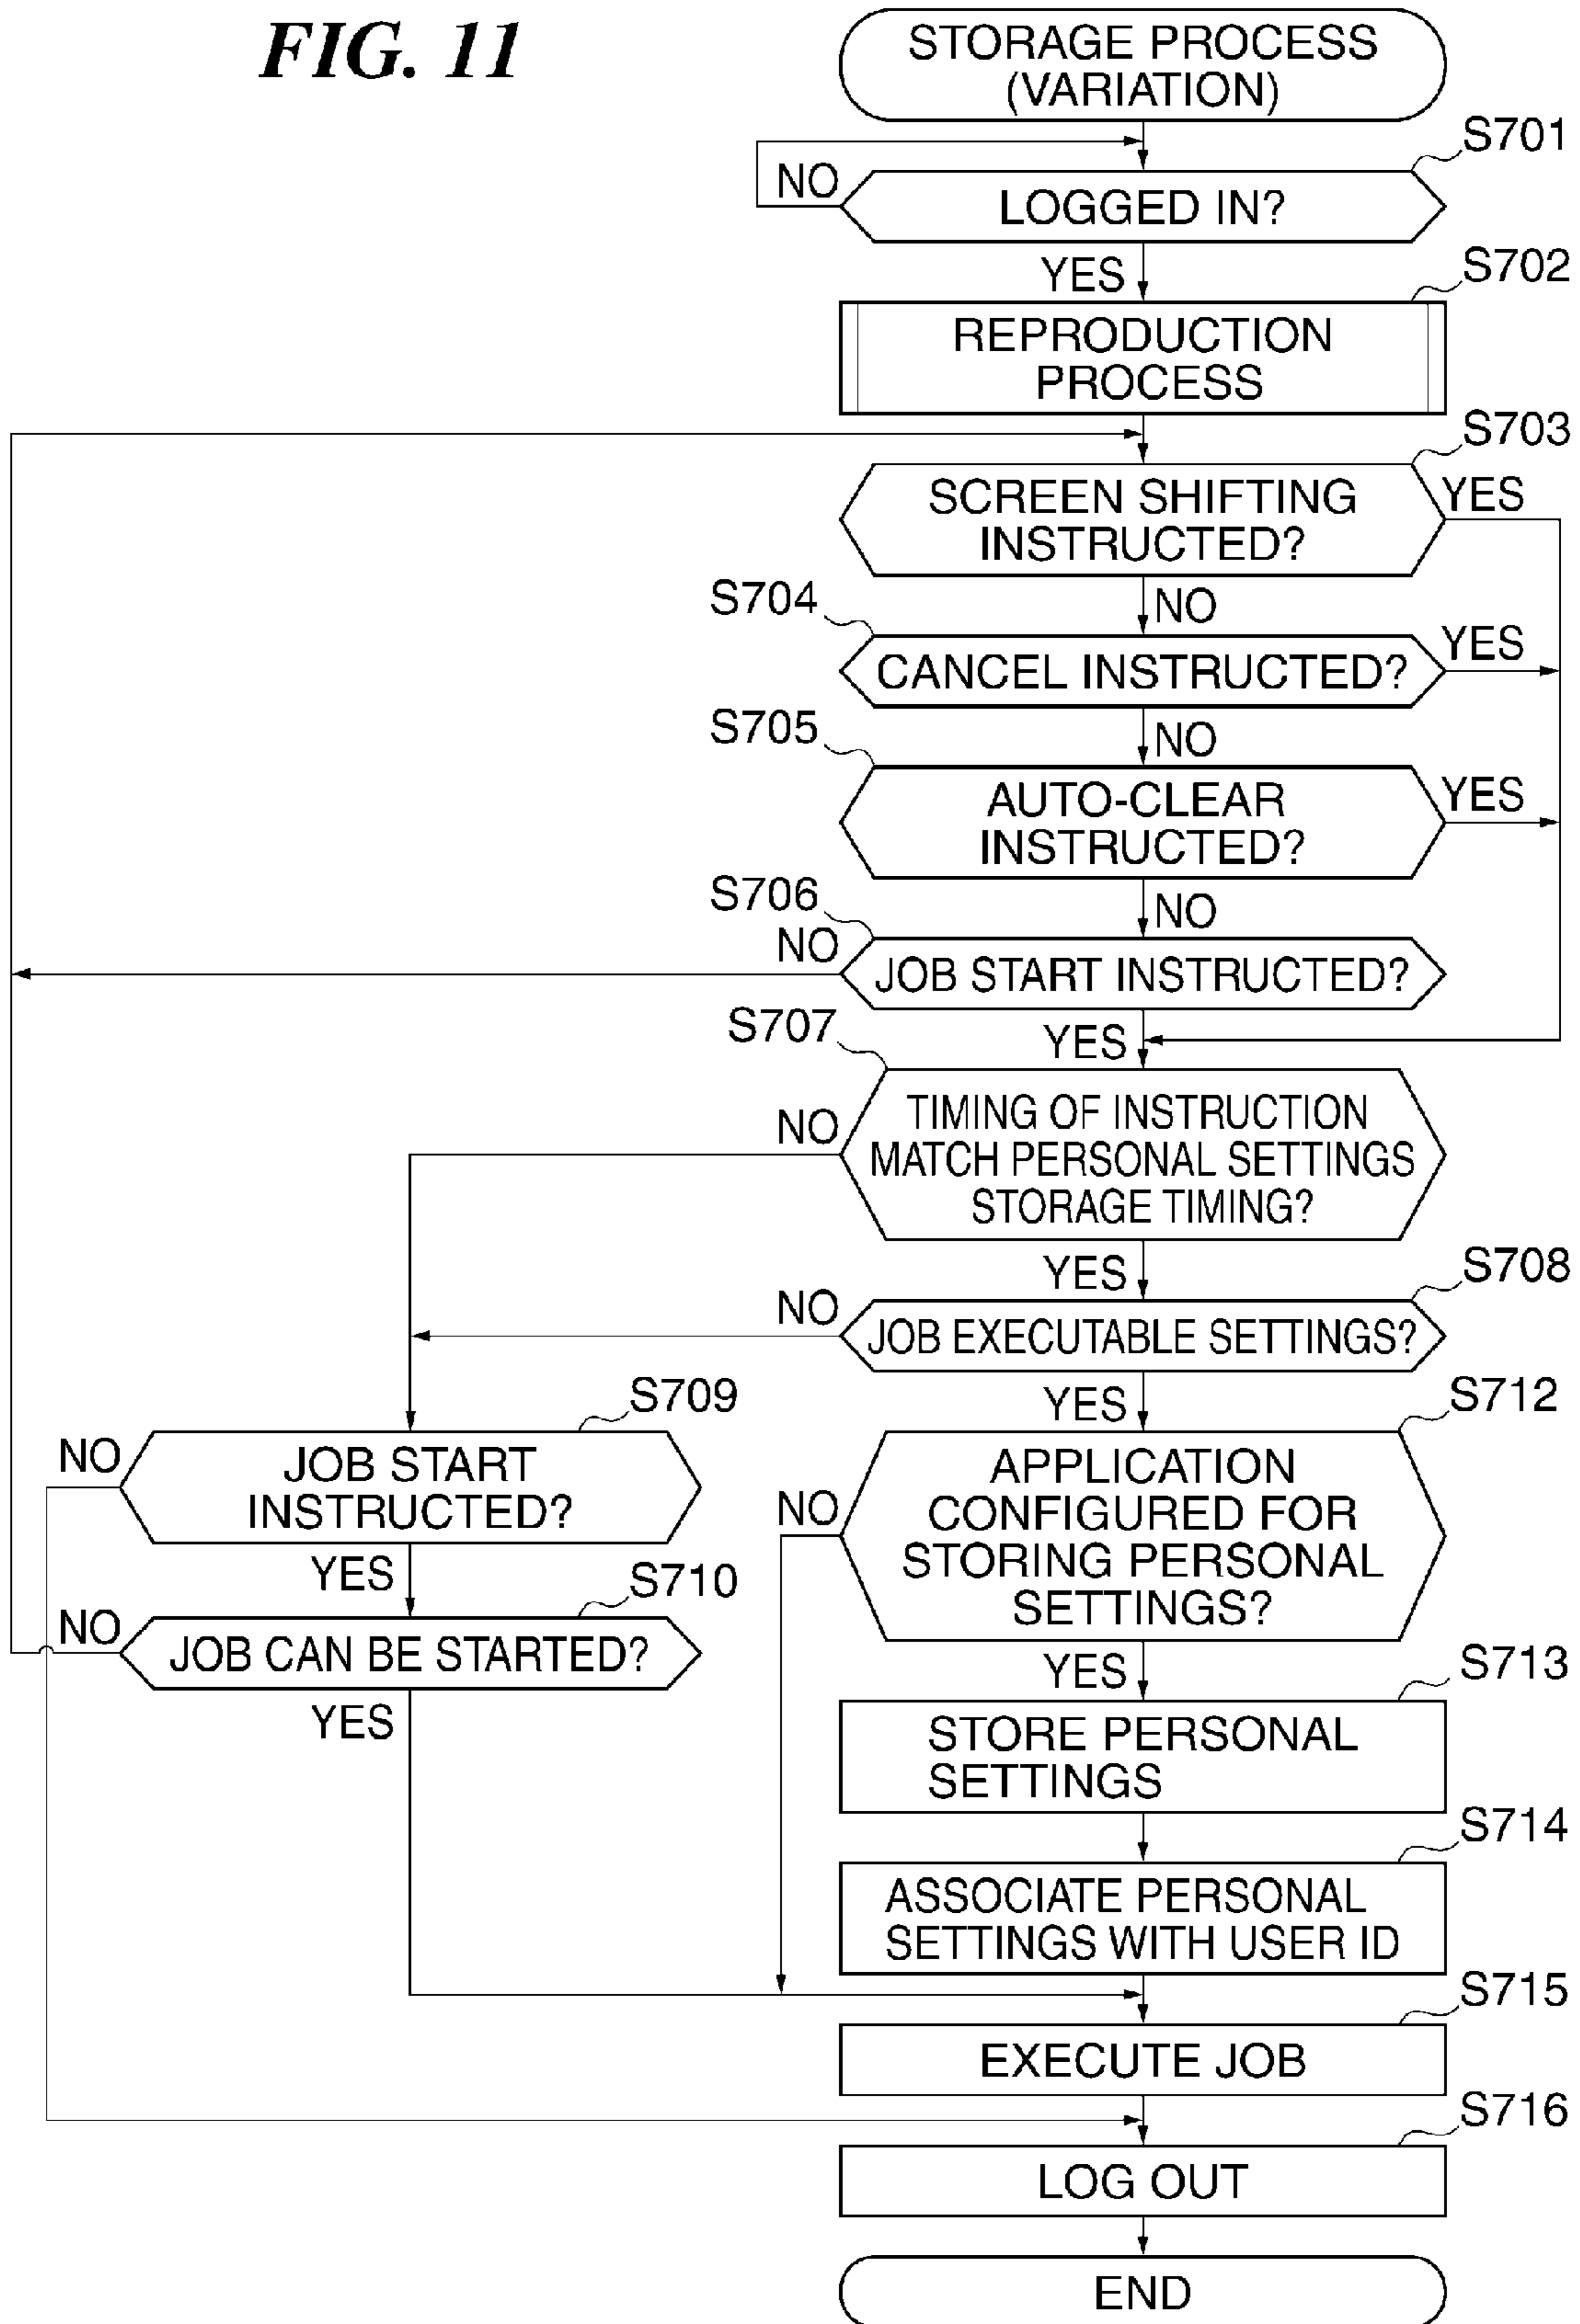 FIG. 11
STORAGE PROCESS
(VARIATION)
S701
NO
LOGGED IN?
YES
S702
REPRODUCTION
PROCESS
S703
SCREEN SHIFTING
INSTRUCTED?
YES
NO
S704
CANCEL INSTRUCTED?
YES
NO
S705
AUTO-CLEAR
INSTRUCTED?
YES
NO
S706
NO
JOB START INSTRUCTED?
YES
S707
NO
TIMING OF INSTRUCTION
MATCH PERSONAL SETTINGS
STORAGE TIMING?
YES
S708
NO
JOB EXECUTABLE SETTINGS?
YES
S709
NO
JOB START
INSTRUCTED?
YES
S710
NO
JOB CAN BE STARTED?
YES
S712
NO
APPLICATION
CONFIGURED FOR
STORING PERSONAL
SETTINGS?
YES
S713
STORE PERSONAL
SETTINGS
S714
ASSOCIATE PERSONAL
SETTINGS WITH USER ID
S715
EXECUTE JOB
S716
LOG OUT
END